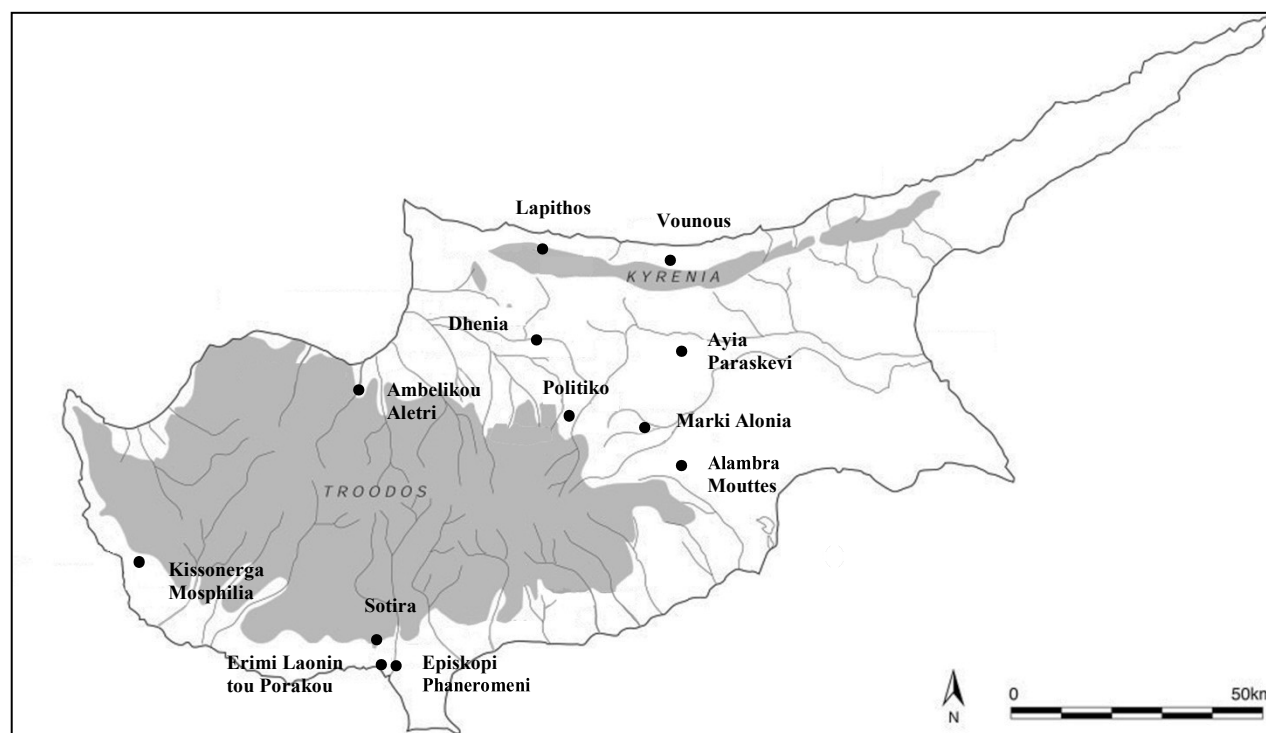 Lapithos
Vounous
KYRENIA
Dhenia
Ayia
Paraskevi
Ambelikou
Aletri
Politiko
Marki Alonia
Alambra
Mouttes
TROODOS
Kissonerga
Mosphilia
Sotira
Erimi Laonin
tou Porakou
Episkopi
Phaneromeni
N
0
50km